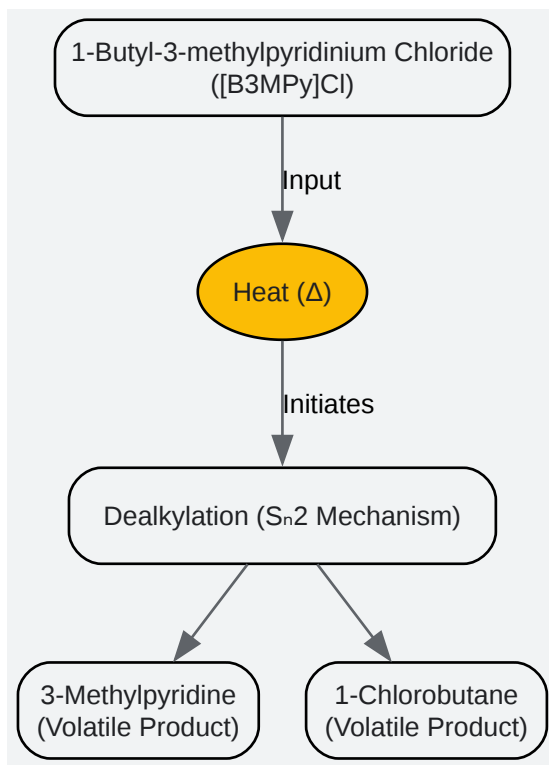 1-Butyl-3-methylpyridinium Chloride
([B3MPy]Cl)
Input
Heat (Δ)
Initiates
Dealkylation (Sₙ2 Mechanism)
3-Methylpyridine
(Volatile Product)
1-Chlorobutane
(Volatile Product)